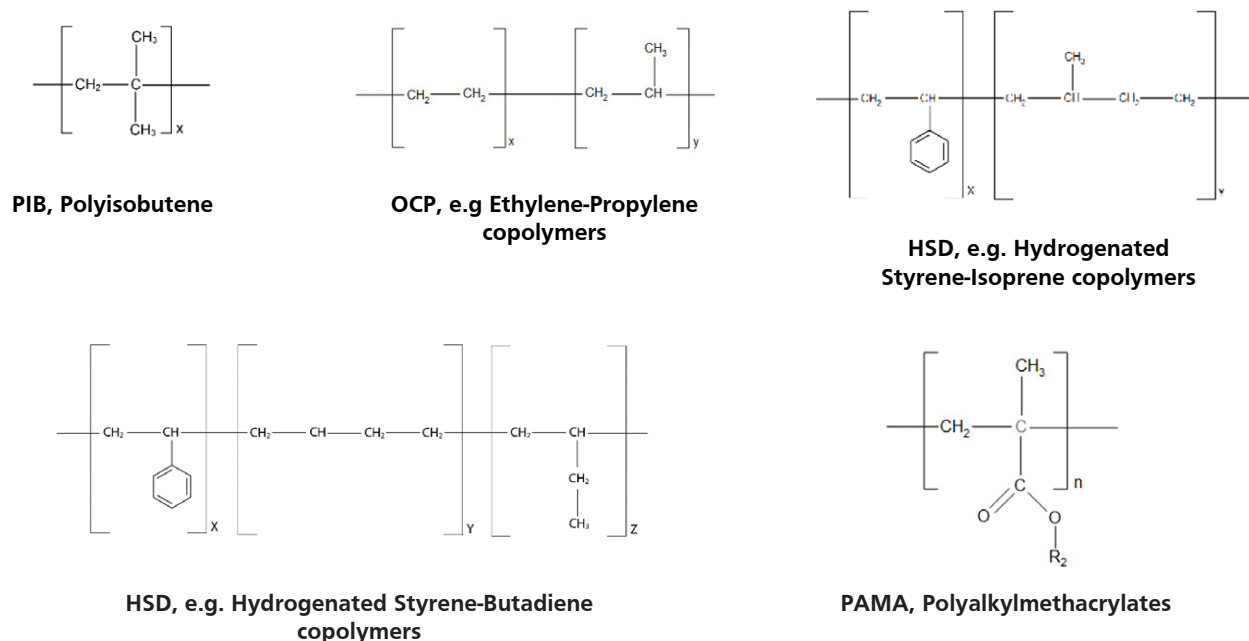 CH₃
CH₂ C
CH₃ X
PIB, Polyisobutene
CH₃
CH₂ CH₂ CH₂ CH
x y
OCP, e.g Ethylene-Propylene
copolymers
CH₃
CH₂ CH CH₂ CH CH₂ CH₂
X Y
HSD, e.g. Hydrogenated
Styrene-Isoprene copolymers
CH₂ CH CH₂ CH CH₂ CH₂ CH₂ CH
CH₂
CH₃
X Y Z
HSD, e.g. Hydrogenated Styrene-Butadiene
copolymers
CH₃
CH₂ C
C n
O O
R₂
PAMA, Polyalkylmethacrylates